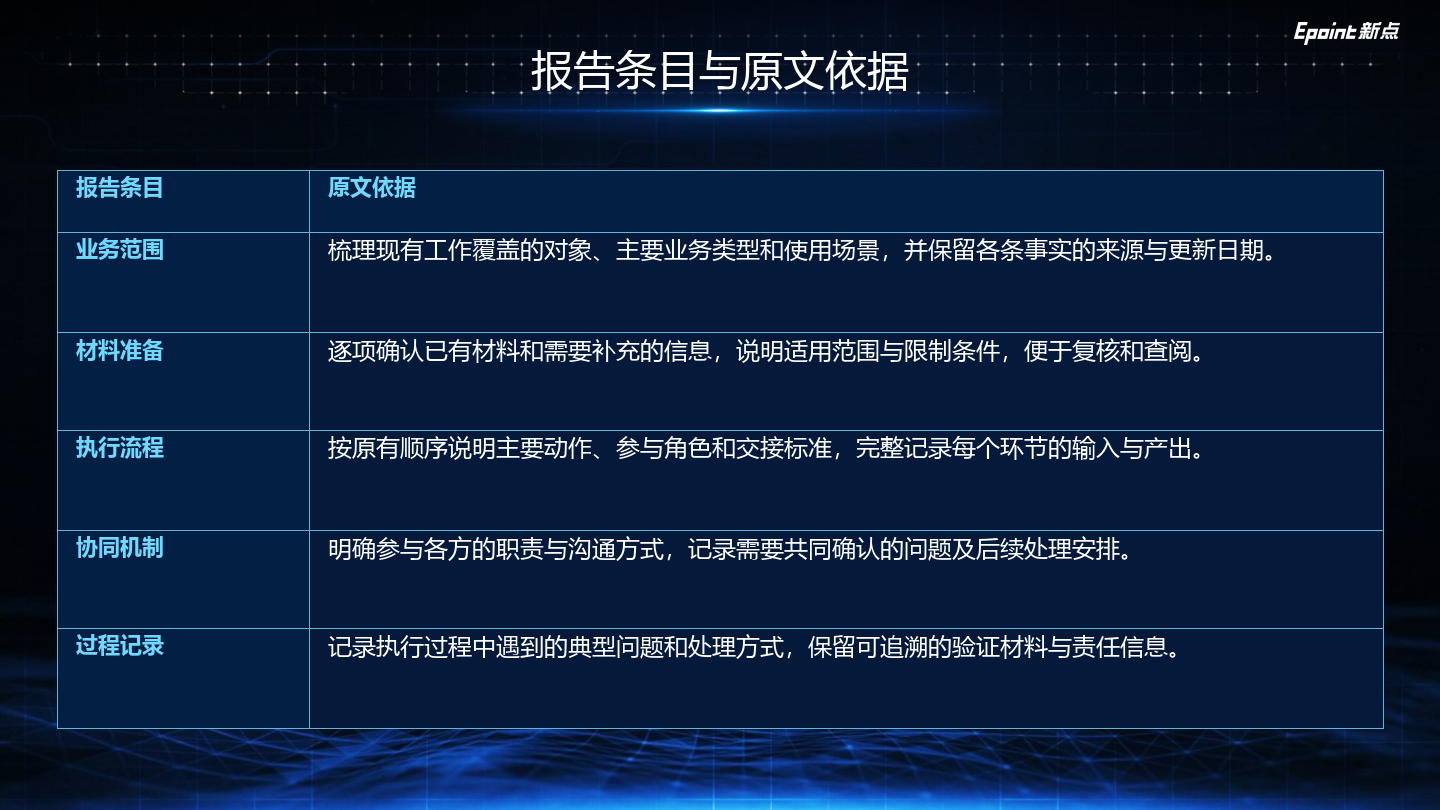 Epoint新点
报告条目与原文依据
报告条目 原文依据
业务范围 梳理现有工作覆盖的对象、主要业务类型和使用场景，并保留各条事实的来源与更新日期。
材料准备 逐项确认已有材料和需要补充的信息，说明适用范围与限制条件，便于复核和查阅。
执行流程 按原有顺序说明主要动作、参与角色和交接标准，完整记录每个环节的输入与产出。
协同机制 明确参与各方的职责与沟通方式，记录需要共同确认的问题及后续处理安排。
过程记录 记录执行过程中遇到的典型问题和处理方式，保留可追溯的验证材料与责任信息。